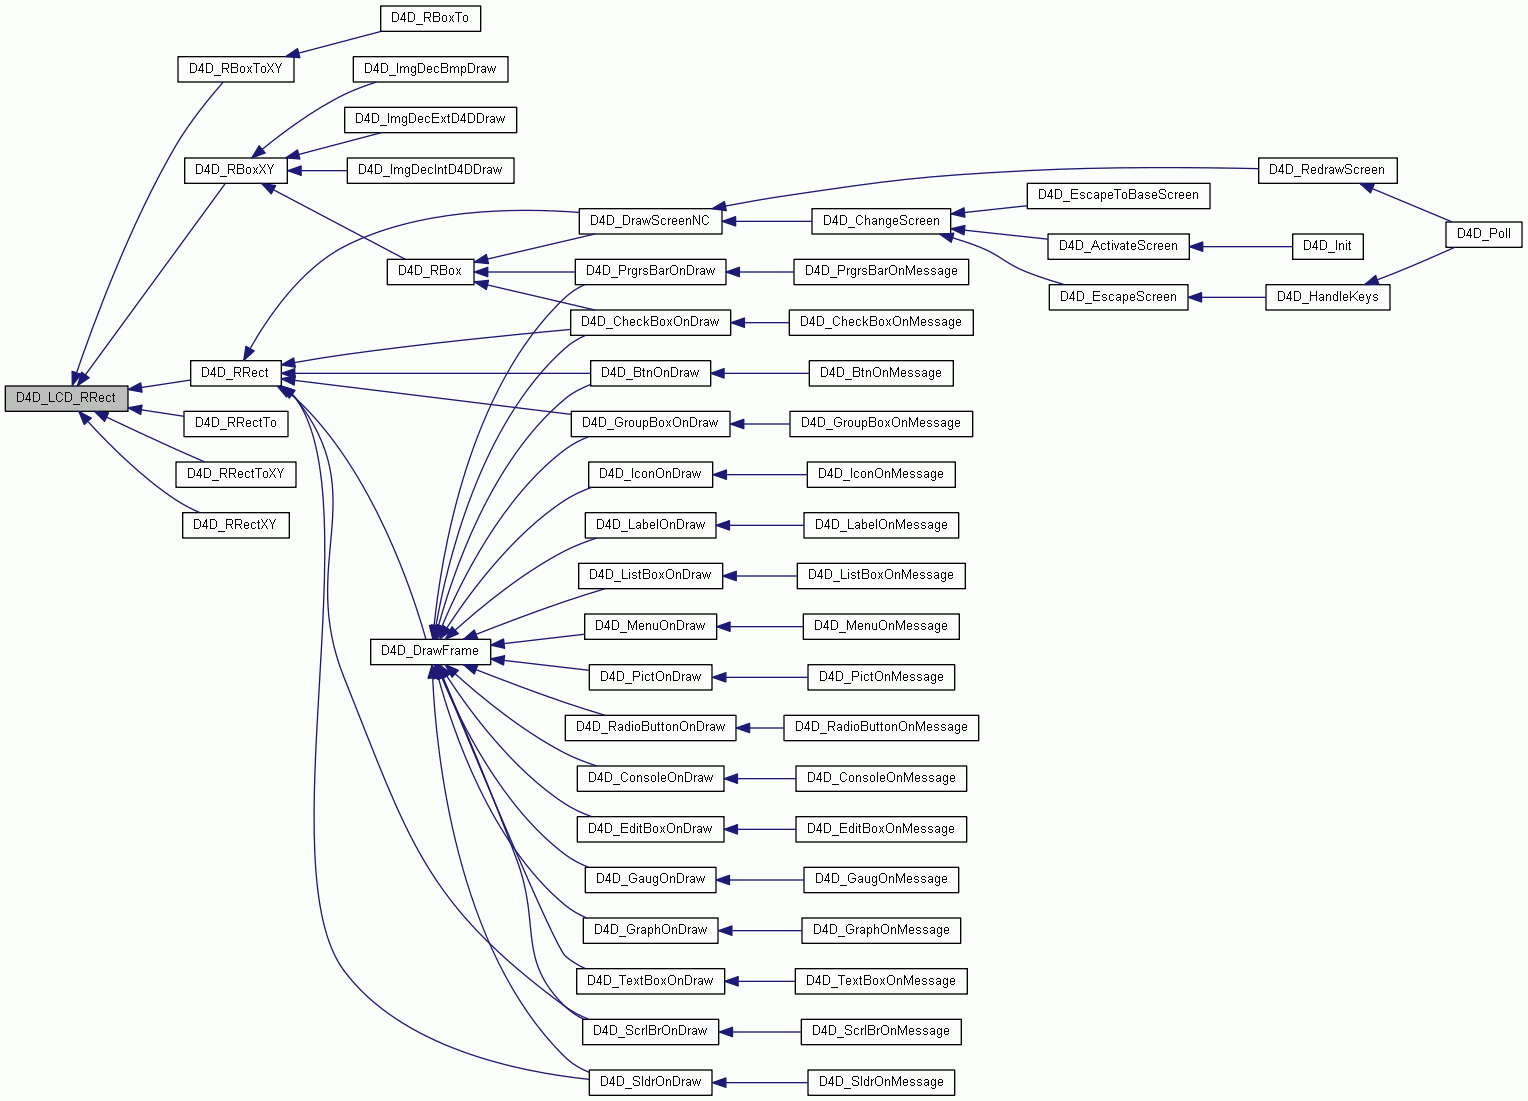 D4D_RBoxTo
D4D_RBoxToXY
D4D_ImgDecBmpDraw
D4D_ImgDecExtD4DDraw
D4D_RBoxXY
D4D_ImgDecIntD4DDraw
D4D_RedrawScreen
D4D_EscapeToBaseScreen
D4D_DrawScreenNC
D4D_ChangeScreen
D4D_Poll
D4D_ActivateScreen
D4D_Init
D4D_RBox
D4D_PrgrsBarOnDraw
D4D_PrgrsBarOnMessage
D4D_EscapeScreen
D4D_HandleKeys
D4D_CheckBoxOnDraw
D4D_CheckBoxOnMessage
D4D_RRect
D4D_BtnOnDraw
D4D_BtnOnMessage
D4D_LCD_RRect
D4D_RRectTo
D4D_GroupBoxOnDraw
D4D_GroupBoxOnMessage
D4D_RRectToXY
D4D_IconOnDraw
D4D_IconOnMessage
D4D_RRectXY
D4D_LabelOnDraw
D4D_LabelOnMessage
D4D_ListBoxOnDraw
D4D_ListBoxOnMessage
D4D_MenuOnDraw
D4D_MenuOnMessage
D4D_DrawFrame
D4D_PictOnDraw
D4D_PictOnMessage
D4D_RadioButtonOnDraw
D4D_RadioButtonOnMessage
D4D_ConsoleOnDraw
D4D_ConsoleOnMessage
D4D_EditBoxOnDraw
D4D_EditBoxOnMessage
D4D_GaugOnDraw
D4D_GaugOnMessage
D4D_GraphOnDraw
D4D_GraphOnMessage
D4D_TextBoxOnDraw
D4D_TextBoxOnMessage
D4D_ScrlBrOnDraw
D4D_ScrlBrOnMessage
D4D_SldrOnDraw
D4D_SldrOnMessage